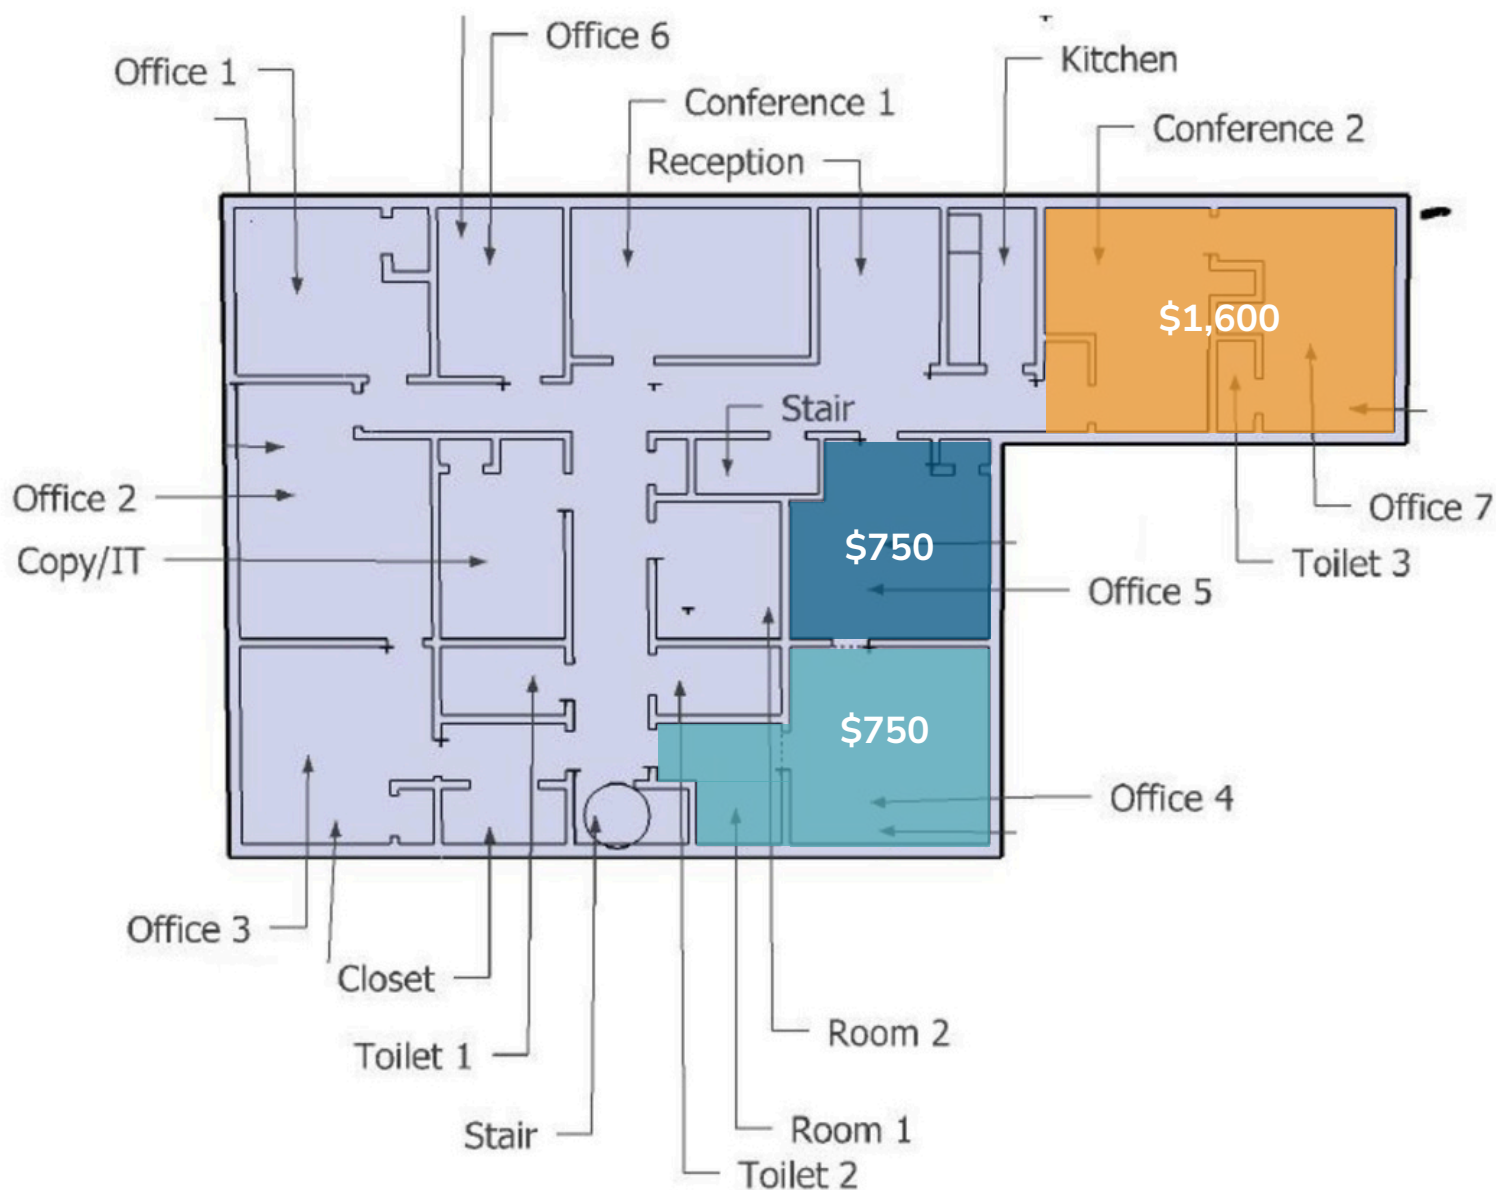 Office 6
Kitchen
Office 1
Conference 1
Conference 2
Reception
$1,600
Stair
Office 2
Office 7
$750
Copy/IT
Toilet 3
Office 5
$750
Office 4
Office 3
Closet
Room 2
Toilet 1
Room 1
Stair
Toilet 2